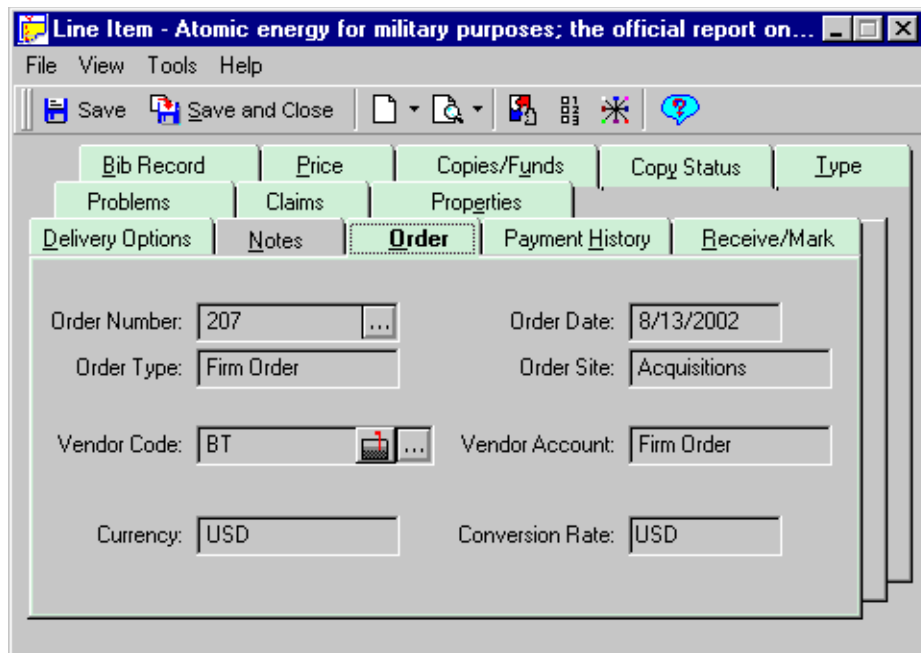 Line Item - Atomic energy for military purposes; the official report on...
File View Tools Help
Save Save and Close
Bib Record Price Copies/Funds Copy Status Type
Problems Claims Properties
Delivery Options Notes Order Payment History Receive/Mark
Order Number: 207 ... Order Date: 8/13/2002
Order Type: Firm Order Order Site: Acquisitions
Vendor Code: BT ... Vendor Account: Firm Order
Currency: USD Conversion Rate: USD